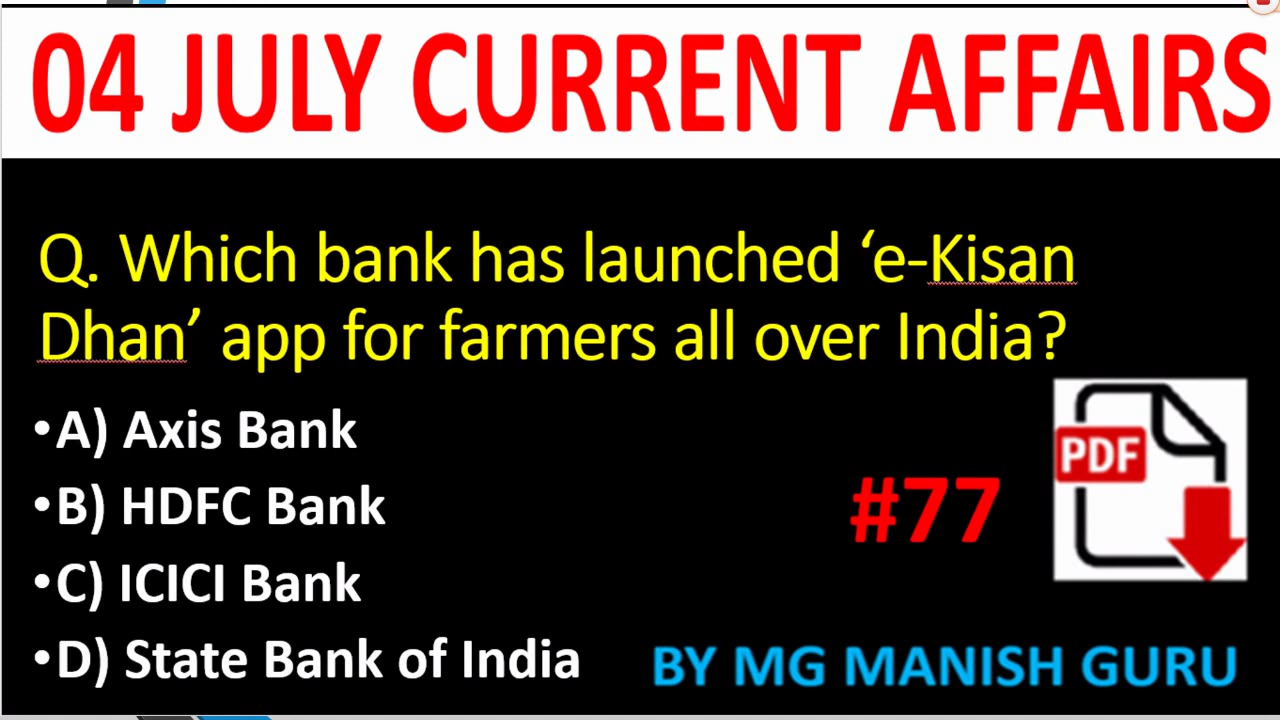 04 JULY CURRENT AFFAIRS
Q. Which bank has launched ‘e-Kisan
Dhan’ app for farmers all over India?
•A) Axis Bank
•B) HDFC Bank
•C) ICICI Bank
•D) State Bank of India
#77
PDF
BY MG MANISH GURU